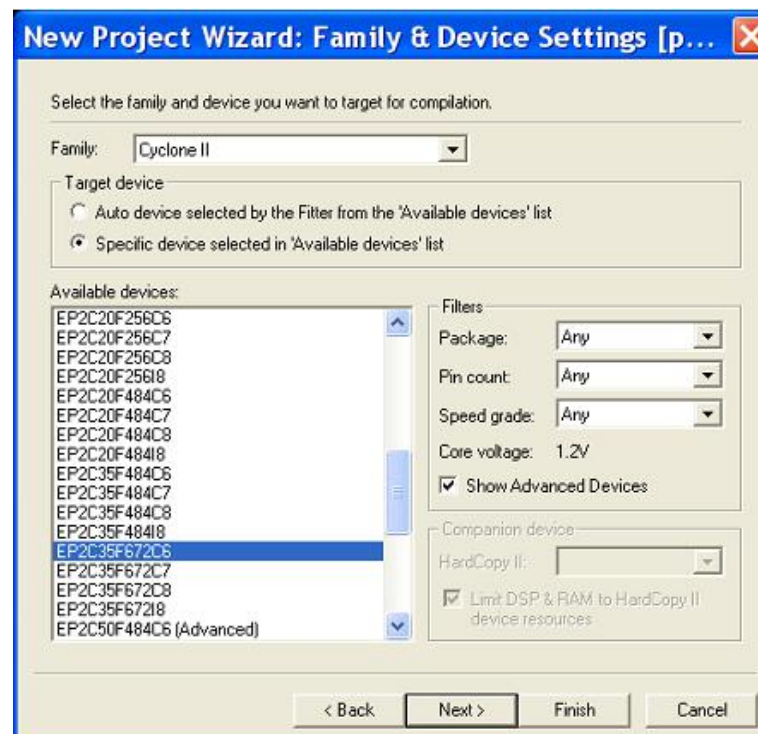 New Project Wizard: Family & Device Settings [p...
Select the family and device you want to target for compilation.
Family: Cyclone II
Target device
Auto device selected by the Fitter from the 'Available devices' list
Specific device selected in 'Available devices' list
Available devices:
EP2C20F256C6
EP2C20F256C7
EP2C20F256C8
EP2C20F256I8
EP2C20F484C6
EP2C20F484C7
EP2C20F484C8
EP2C20F484I8
EP2C35F484C6
EP2C35F484C7
EP2C35F484C8
EP2C35F484I8
EP2C35F672C6
EP2C35F672C7
EP2C35F672C8
EP2C35F672I8
EP2C50F484C6 (Advanced)
Filters
Package: Any
Pin count: Any
Speed grade: Any
Core voltage: 1.2V
Show Advanced Devices
Companion device
HardCopy II:
Limit DSP & RAM to HardCopy II
device resources
< Back Next > Finish Cancel